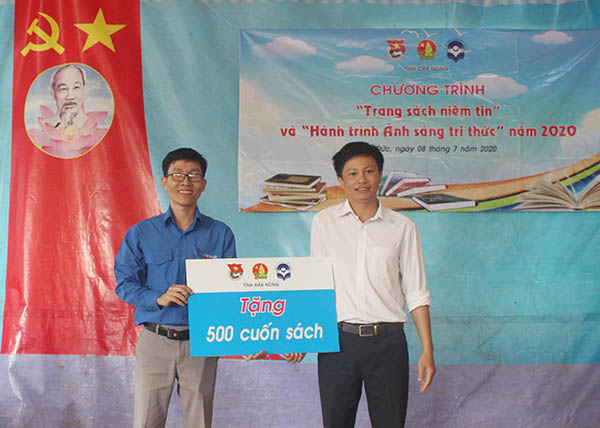 TỈNH ĐẮK NÔNG
CHƯƠNG TRÌNH
"Trang sách niềm tin"
và "Hành trình Ánh sáng tri thức" năm 2020
Đức, ngày 08 tháng 7 năm 2020
TỈNH ĐẮK NÔNG
Tặng
500 cuốn sách